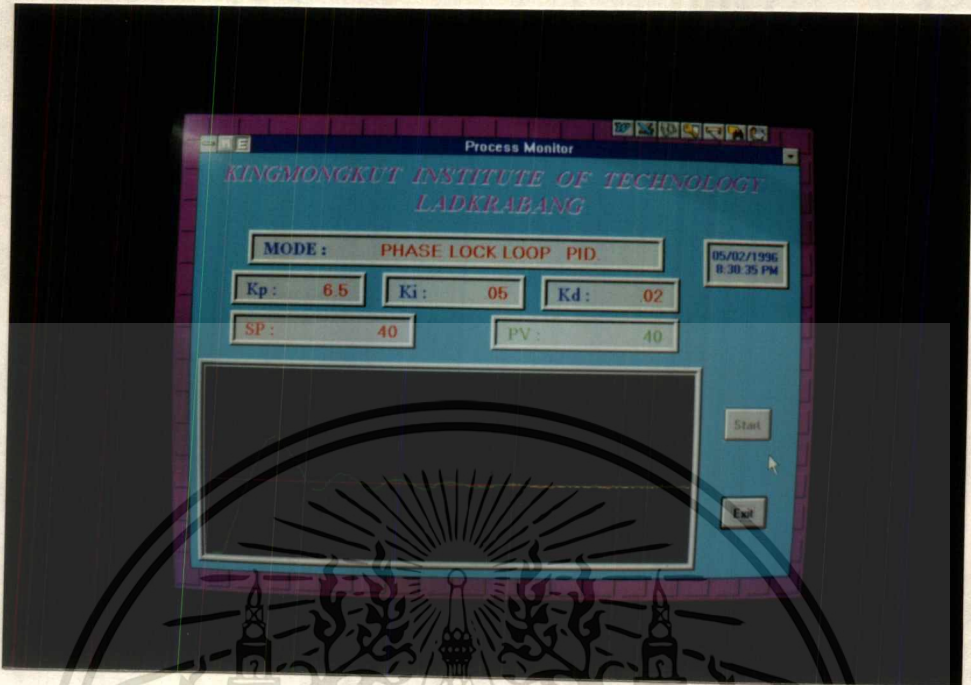 Process Monitor
KINGMONGKUT INSTITUTE OF TECHNOLOGY
LADKRABANG
MODE : PHASE LOCK LOOP PID.
05/02/1996
8:30:35 PM
Kp : 6.5 Ki : .05 Kd : .02
SP : 40 PV : 40
Start
Exit